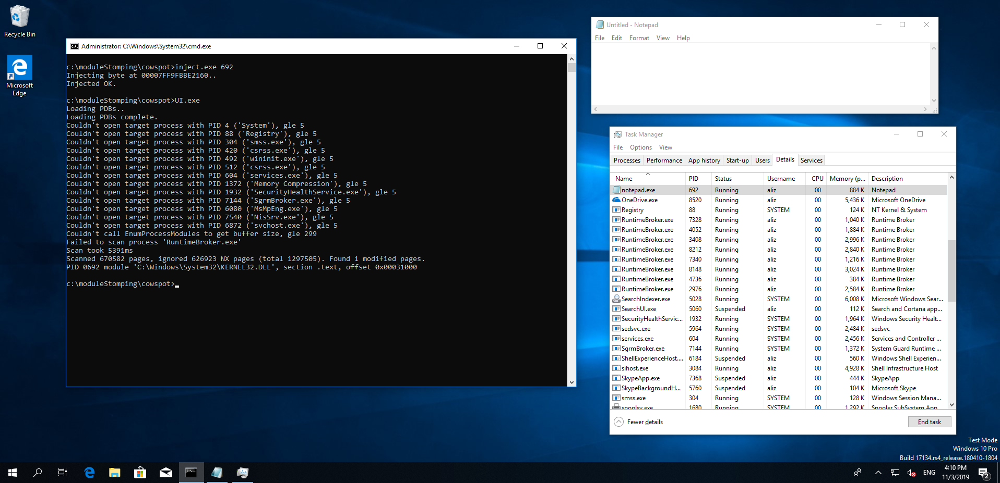 Recycle Bin
Microsoft
Edge
Administrator: C:\Windows\System32\cmd.exe
c:\moduleStomping\cowspot>inject.exe 692
Injecting byte at 00007FF9FBBE2160..
Injected OK.
c:\moduleStomping\cowspot>UI.exe
Loading PDBs..
Loading PDBs complete.
Couldn't open target process with PID 4 ('System'), gle 5
Couldn't open target process with PID 88 ('Registry'), gle 5
Couldn't open target process with PID 304 ('smss.exe'), gle 5
Couldn't open target process with PID 420 ('csrss.exe'), gle 5
Couldn't open target process with PID 492 ('wininit.exe'), gle 5
Couldn't open target process with PID 512 ('csrss.exe'), gle 5
Couldn't open target process with PID 604 ('services.exe'), gle 5
Couldn't open target process with PID 1372 ('Memory Compression'), gle 5
Couldn't open target process with PID 1932 ('SecurityHealthService.exe'), gle 5
Couldn't open target process with PID 7144 ('SgrmBroker.exe'), gle 5
Couldn't open target process with PID 6080 ('MsMpEng.exe'), gle 5
Couldn't open target process with PID 7540 ('NisSrv.exe'), gle 5
Couldn't open target process with PID 6872 ('svchost.exe'), gle 5
Couldn't call EnumProcessModules to get buffer size, gle 299
Failed to scan process 'RuntimeBroker.exe'
Scan took 5391ms
Scanned 670582 pages, ignored 626923 NX pages (total 1297505). Found 1 modified pages.
PID 0692 module 'C:\Windows\System32\KERNEL32.DLL', section .text, offset 0x00031000
c:\moduleStomping\cowspot>
Untitled - Notepad
File Edit Format View Help
Task Manager
File Options View
Processes Performance App history Start-up Users Details Services
Name PID Status Username CPU Memory (p... Description
notepad.exe 692 Running aliz 00 884 K Notepad
OneDrive.exe 8520 Running aliz 00 5,436 K Microsoft OneDrive
Registry 88 Running SYSTEM 00 124 K NT Kernel & System
RuntimeBroker.exe 7328 Running aliz 00 1,040 K Runtime Broker
RuntimeBroker.exe 4052 Running aliz 00 1,884 K Runtime Broker
RuntimeBroker.exe 3408 Running aliz 00 2,996 K Runtime Broker
RuntimeBroker.exe 8212 Running aliz 00 2,840 K Runtime Broker
RuntimeBroker.exe 7340 Running aliz 00 1,216 K Runtime Broker
RuntimeBroker.exe 8148 Running aliz 00 3,024 K Runtime Broker
RuntimeBroker.exe 4736 Running aliz 00 384 K Runtime Broker
RuntimeBroker.exe 2976 Running aliz 00 2,584 K Runtime Broker
SearchIndexer.exe 5028 Running SYSTEM 00 6,008 K Microsoft Windows Sear...
SearchUI.exe 5060 Suspended aliz 00 112 K Search and Cortana app...
SecurityHealthServic... 1932 Running SYSTEM 00 1,964 K Windows Security Healt...
sedsvc.exe 5964 Running SYSTEM 00 2,484 K sedsvc
services.exe 604 Running SYSTEM 00 2,456 K Services and Controller ...
SgrmBroker.exe 7144 Running SYSTEM 00 1,372 K System Guard Runtime ...
ShellExperienceHost.... 6184 Suspended aliz 00 560 K Windows Shell Experien...
sihost.exe 3084 Running aliz 00 4,928 K Shell Infrastructure Host
SkypeApp.exe 7368 Suspended aliz 00 444 K SkypeApp
SkypeBackgroundH... 5760 Suspended aliz 00 104 K Microsoft Skype
smss.exe 304 Running SYSTEM 00 128 K Windows Session Mana...
spoolsv.exe 1680 Running SYSTEM 00 1,292 K Spooler SubSystem App
Fewer details End task
Test Mode
Windows 10 Pro
Build 17134.rs4_release.180410-1804
ENG
4:10 PM
11/3/2019
2